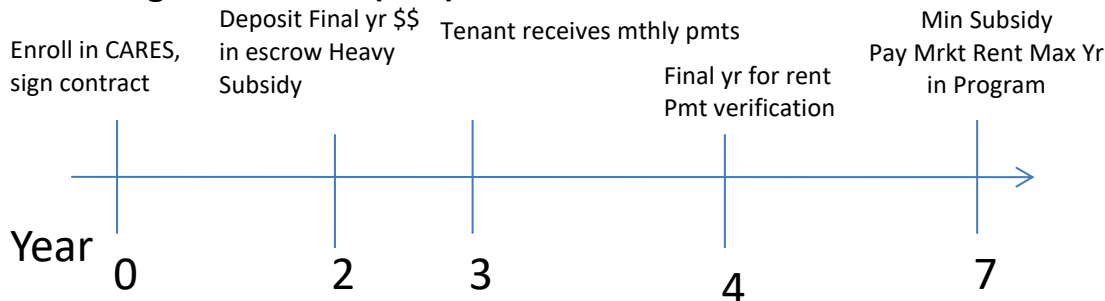 Enroll in CARES,
sign contract
Deposit Final yr $$
in escrow Heavy
Subsidy
Tenant receives mthly pmts
Final yr for rent
Pmt verification
Min Subsidy
Pay Mrkt Rent Max Yr
in Program
Year
0
2
3
4
7